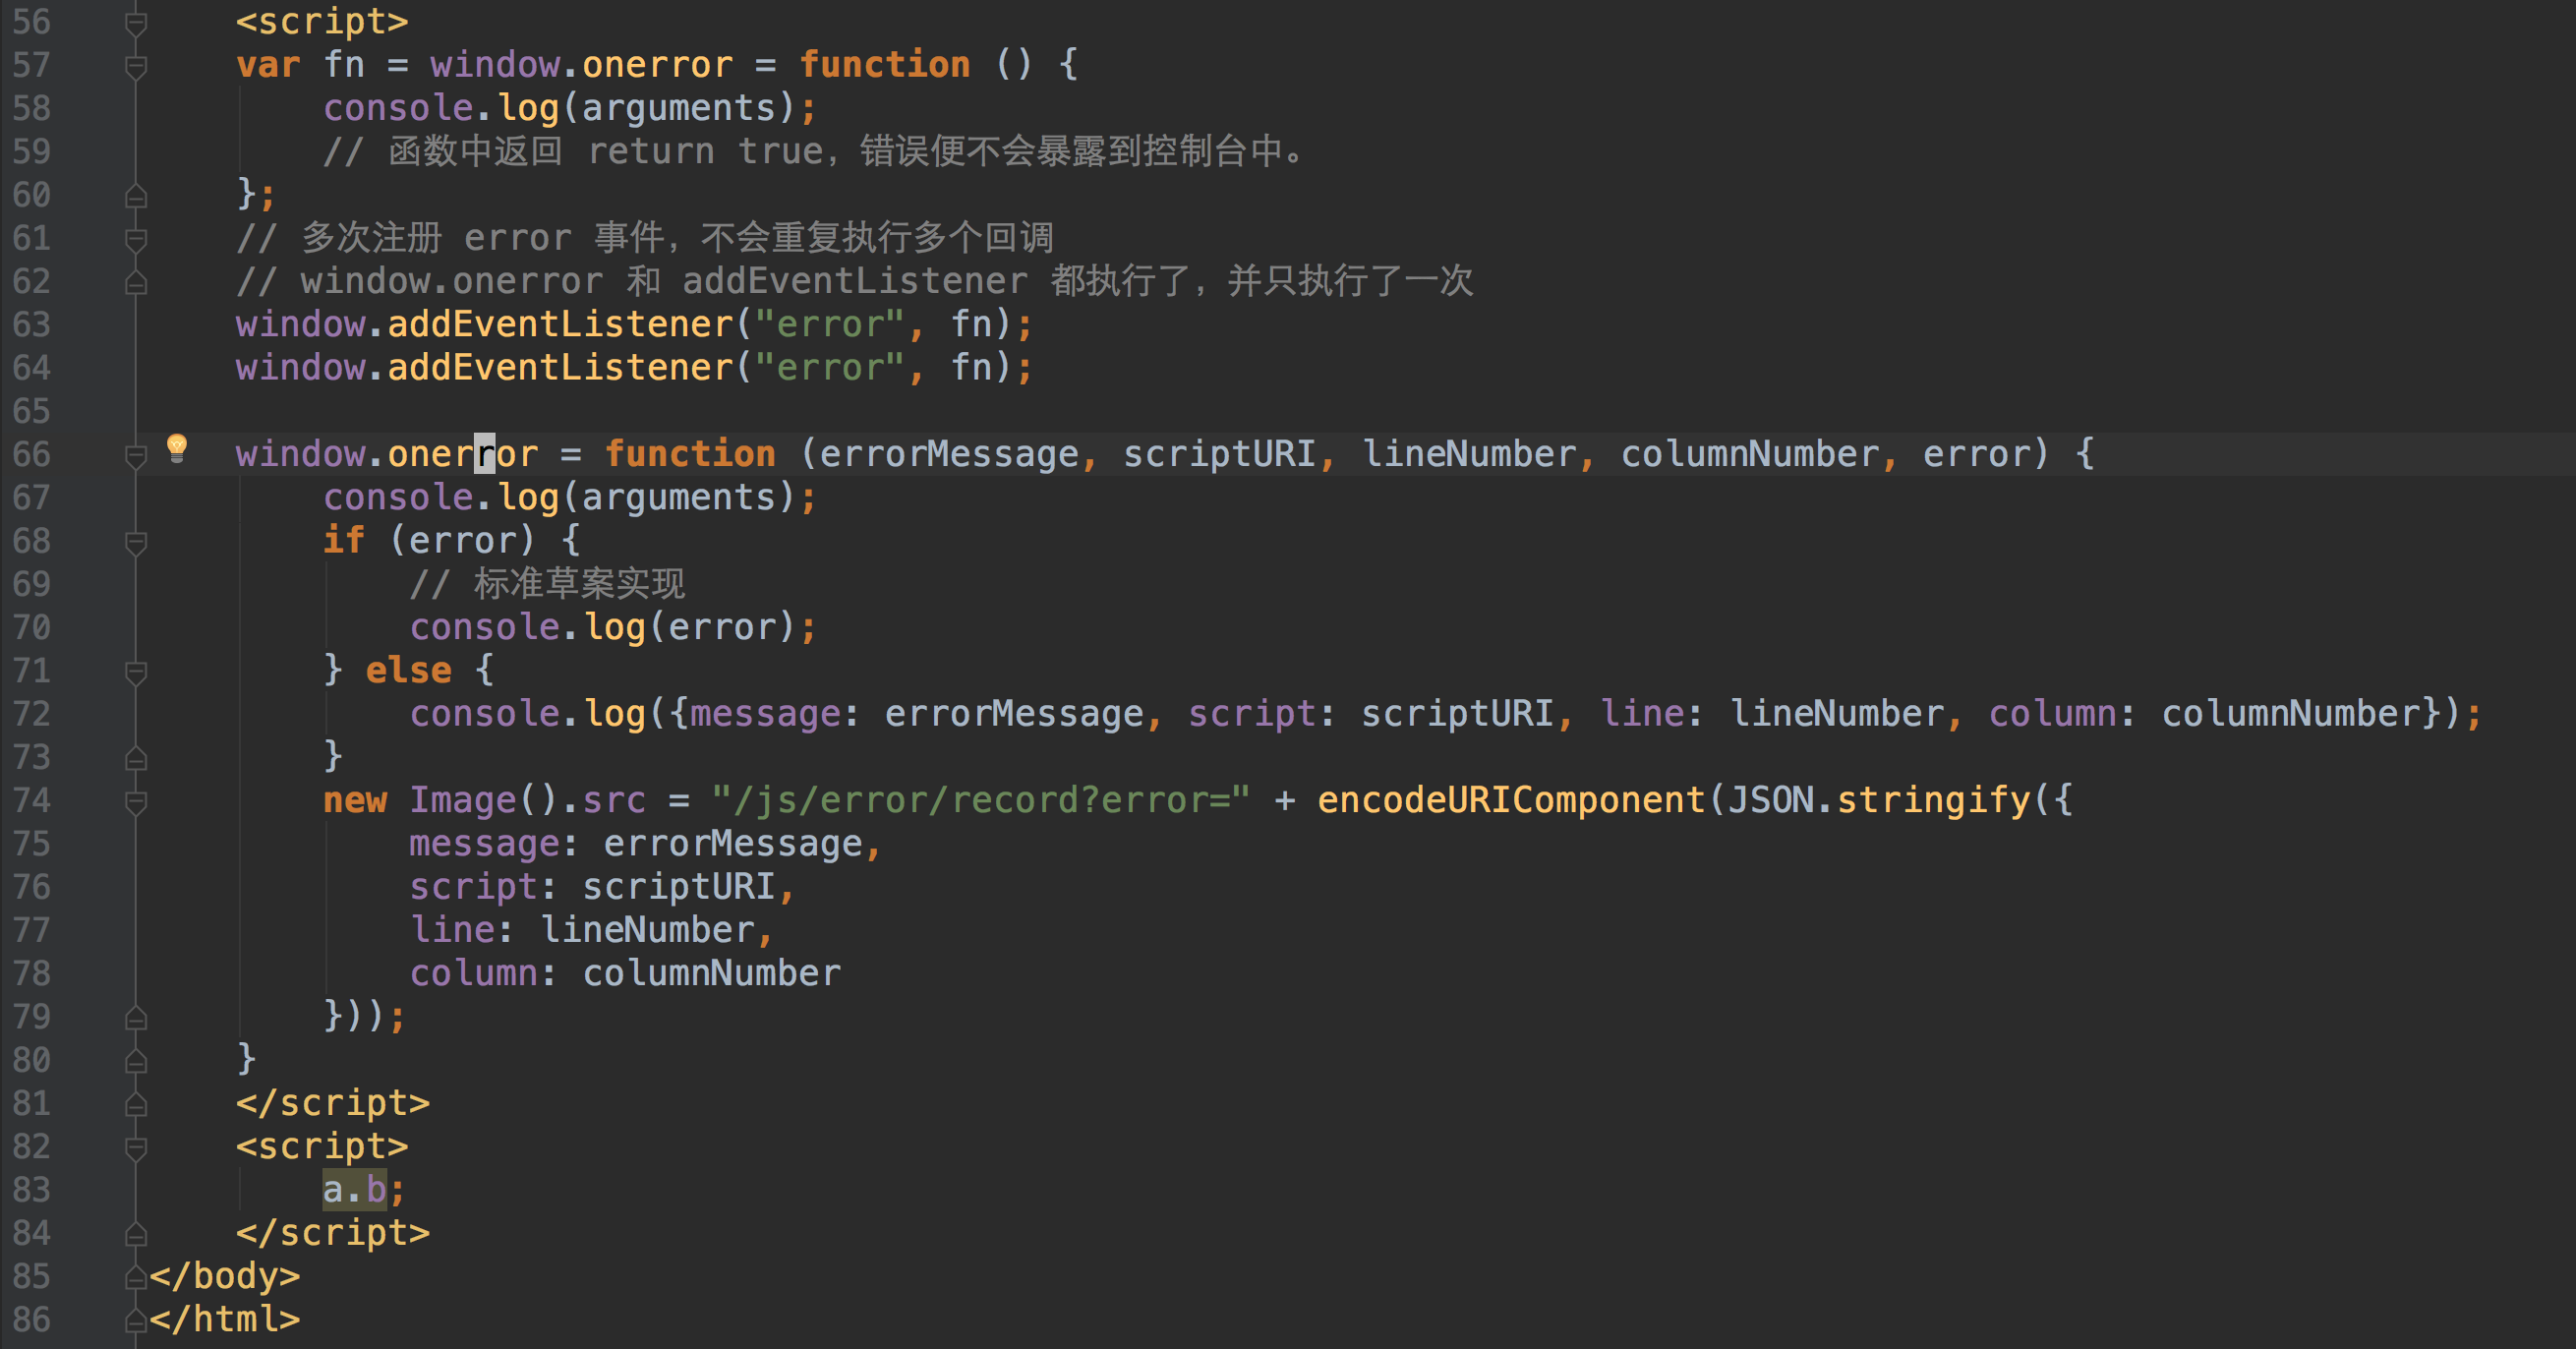 56 <script>
57 var fn = window.onerror = function () {
58 console.log(arguments);
59 // 函数中返回 return true，错误便不会暴露到控制台中。
60 };
61 // 多次注册 error 事件，不会重复执行多个回调
62 // window.onerror 和 addEventListener 都执行了，并只执行了一次
63 window.addEventListener("error", fn);
64 window.addEventListener("error", fn);
65
66 window.onerror = function (errorMessage, scriptURI, lineNumber, columnNumber, error) {
67 console.log(arguments);
68 if (error) {
69 // 标准草案实现
70 console.log(error);
71 } else {
72 console.log({message: errorMessage, script: scriptURI, line: lineNumber, column: columnNumber});
73 }
74 new Image().src = "/js/error/record?error=" + encodeURIComponent(JSON.stringify({
75 message: errorMessage,
76 script: scriptURI,
77 line: lineNumber,
78 column: columnNumber
79 }));
80 }
81 </script>
82 <script>
83 a.b;
84 </script>
85 </body>
86 </html>